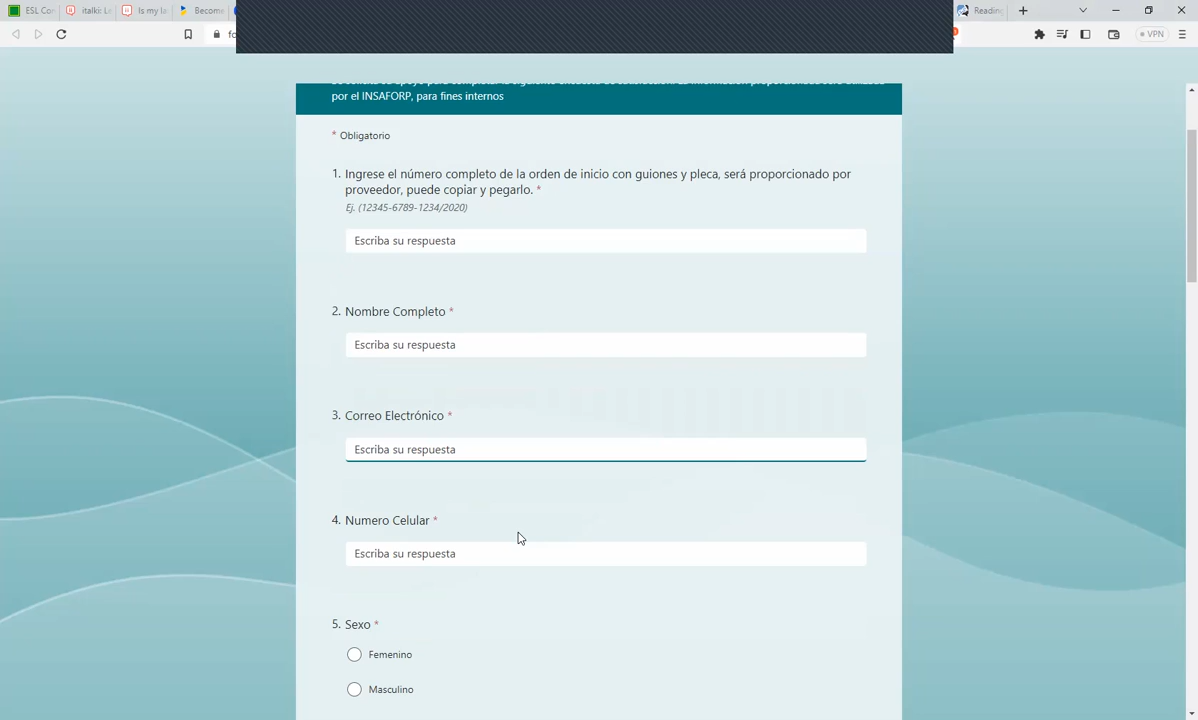 ESL Co
italki: L
Is my la
Become
Reading
VPN
por el INSAFORP, para fines internos
* Obligatorio
1. Ingrese el número completo de la orden de inicio con guiones y pleca, será proporcionado por
proveedor, puede copiar y pegarlo. *
Ej. (12345-6789-1234/2020)
Escriba su respuesta
2. Nombre Completo *
Escriba su respuesta
3. Correo Electrónico *
Escriba su respuesta
4. Numero Celular *
Escriba su respuesta
5. Sexo *
Femenino
Masculino